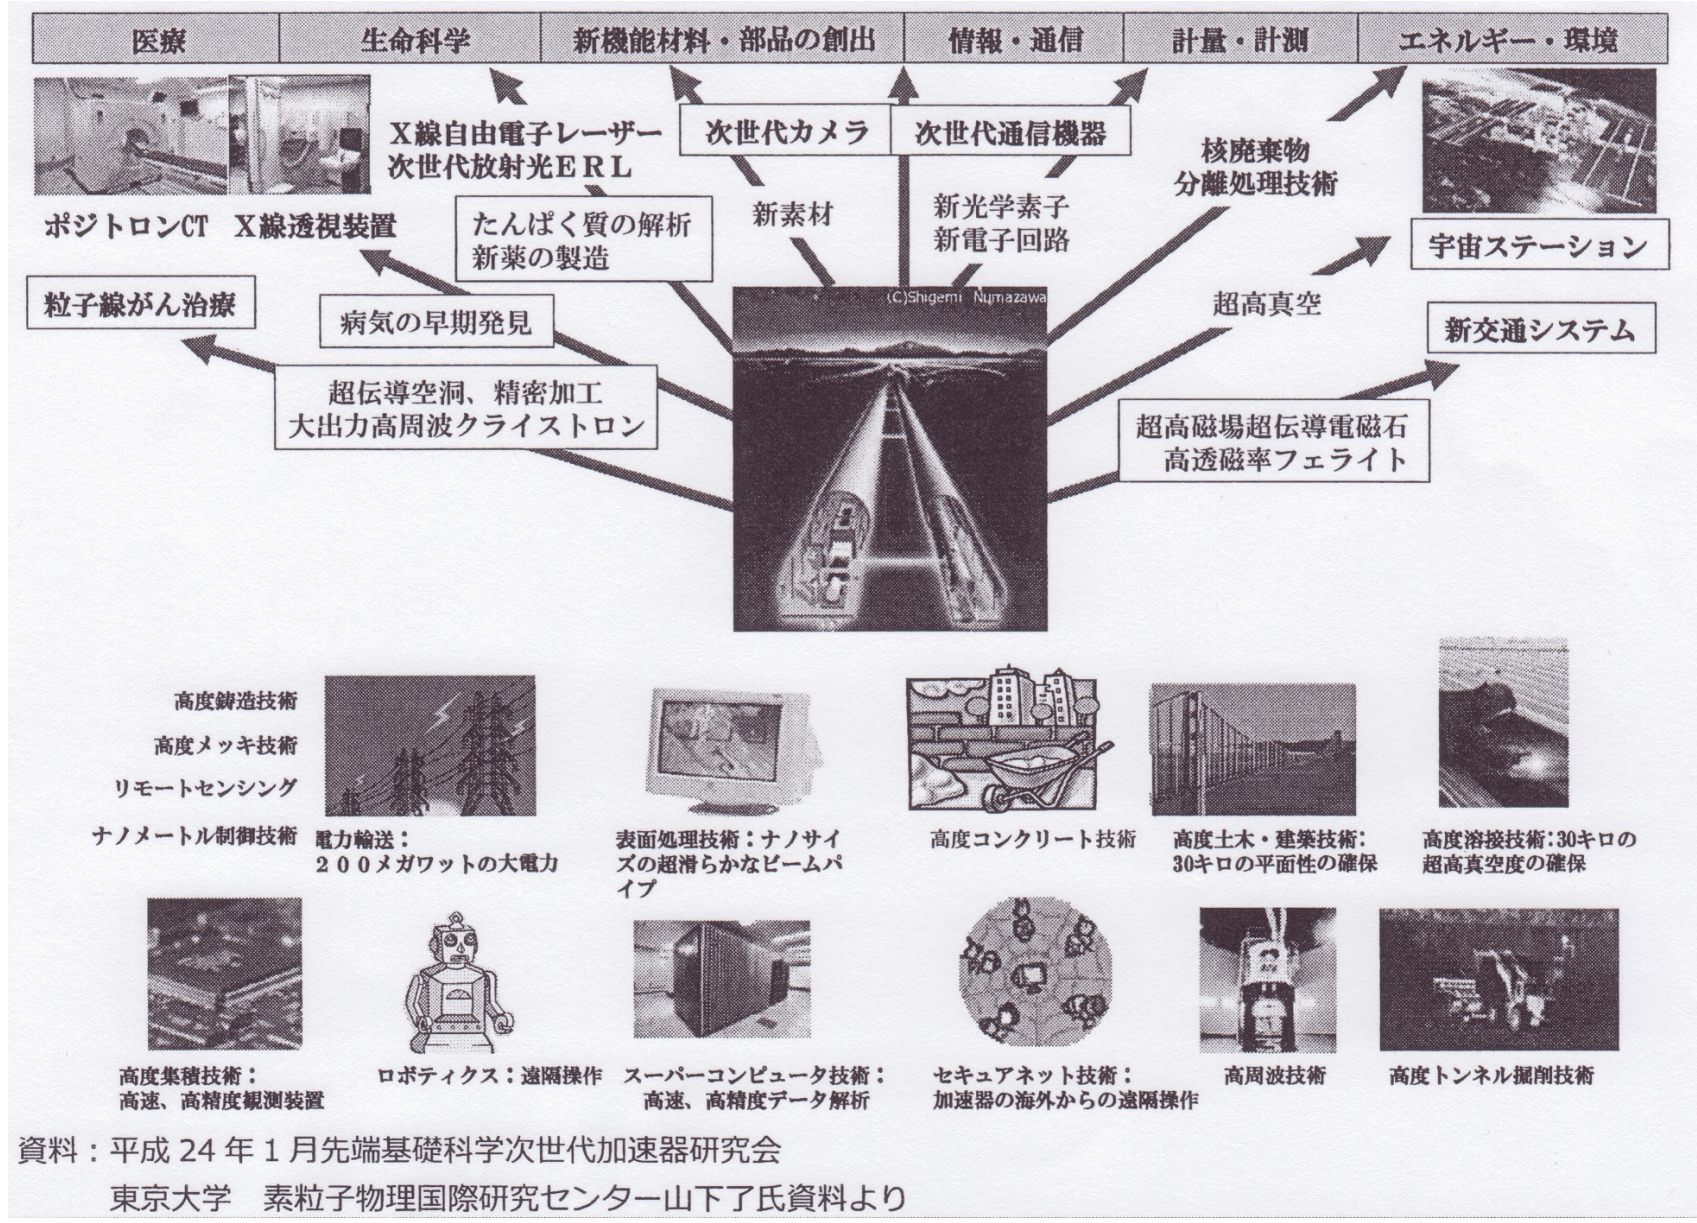 医療
生命科学
新機能材料・部品の創出
情報・通信
計量・計測
エネルギー・環境
X線自由電子レーザー
次世代放射光ERL
次世代カメラ
次世代通信機器
核廃棄物
分離処理技術
ポジトロンCT
X線透視装置
たんぱく質の解析
新薬の製造
新素材
新光学素子
新電子回路
宇宙ステーション
粒子線がん治療
病気の早期発見
(C)Shigemi Numazawa
超高真空
新交通システム
超伝導空洞、精密加工
大出力高周波クライストロン
超高磁場超伝導電磁石
高透磁率フェライト
高度鋳造技術
高度メッキ技術
リモートセンシング
ナノメートル制御技術
電力輸送：
２００メガワットの大電力
表面処理技術：ナノサイ
ズの超滑らかなビームパ
イプ
高度コンクリート技術
高度土木・建築技術：
30キロの平面性の確保
高度溶接技術：30キロの
超高真空度の確保
高度集積技術：
高速、高精度観測装置
ロボティクス：遠隔操作
スーパーコンピュータ技術：
高速、高精度データ解析
セキュアネット技術：
加速器の海外からの遠隔操作
高周波技術
高度トンネル掘削技術
資料：平成 24 年 1 月先端基礎科学次世代加速器研究会
東京大学　素粒子物理国際研究センター山下了氏資料より